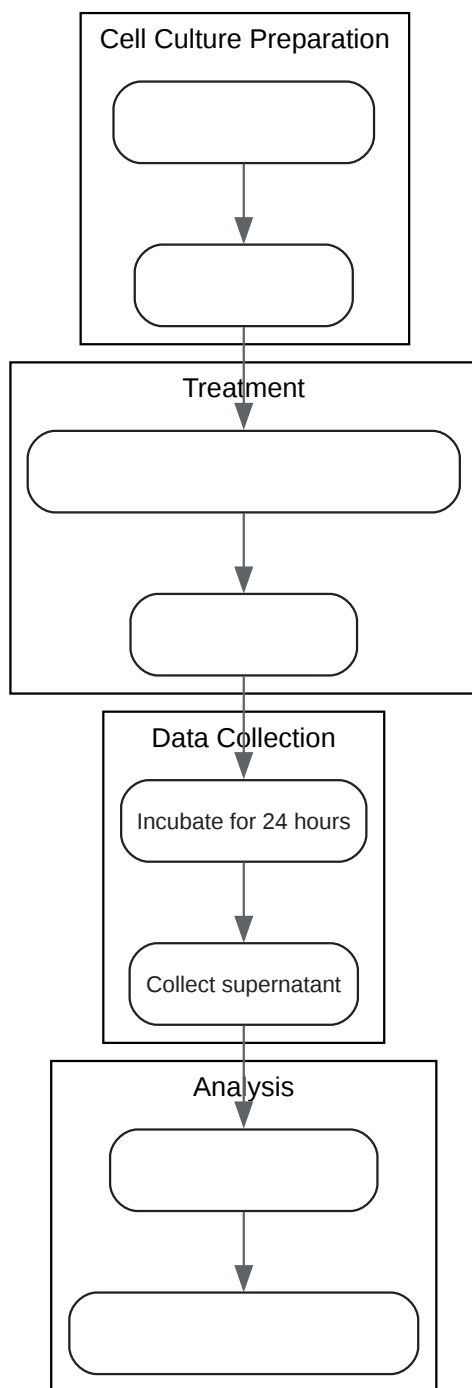 Cell Culture Preparation
Treatment
Data Collection
Incubate for 24 hours
Collect supernatant
Analysis